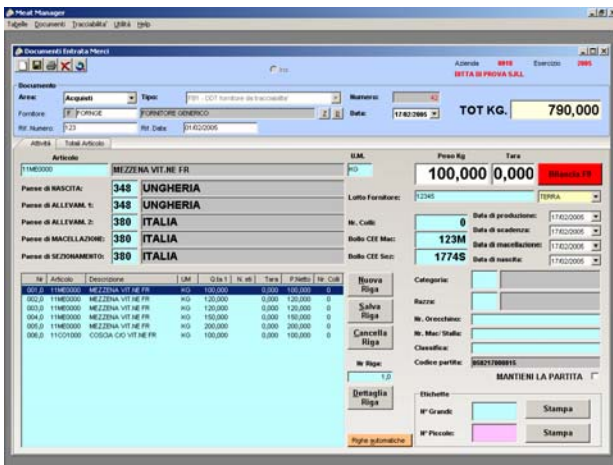 Meat Manager
Tabelle Documenti Tracciabilita' Utilità Help
Documenti Entrata Merci
Azienda 0010 Esercizio 2005
DITTA DI PROVA S.R.L.
Documento
Area: Acquisti Tipo: F01 - DDT fornitore da tracciabilita' Numero: 42
Fornitore: F FORNGE FORNITORE GENERICO Data: 17/02/2005 TOT KG. 790,000
Rif. Numero: 123 Rif. Data: 01/02/2005
Attività Totali Articolo
Articolo U.M. Peso Kg Tara
11ME0000 MEZZENA VIT.NE FR KG 100,000 0,000 Bilancia FR
Paese di NASCITA: 348 UNGHERIA
Paese di ALLEVAM. 1: 348 UNGHERIA
Paese di ALLEVAM. 2: 380 ITALIA
Paese di MACELLAZIONE: 380 ITALIA
Paese di SEZIONAMENTO: 380 ITALIA
Lotto Fornitore: 12345 TERRA
Nr. Colli: 0 Data di produzione: 17/02/2005
Data di scadenza: 17/02/2005
Bollo CEE Mac: 123M Data di macellazione: 17/02/2005
Bollo CEE Sez: 1774S Data di nascita: 17/02/2005
Nr Articolo Descrizione UM Q.ta 1 N. eti Tara P.Netto Nr. Colli
001,0 11ME0000 MEZZENA VIT.NE FR KG 100,000 0,000 100,000 0
002,0 11ME0000 MEZZENA VIT.NE FR KG 120,000 0,000 120,000 0
003,0 11ME0000 MEZZENA VIT.NE FR KG 120,000 0,000 120,000 0
004,0 11ME0000 MEZZENA VIT.NE FR KG 150,000 0,000 150,000 0
005,0 11ME0000 MEZZENA VIT.NE FR KG 200,000 0,000 200,000 0
006,0 11CO1000 COSCIA C/O VIT.NE FR KG 100,000 0,000 100,000 0
Nuova Riga
Salva Riga
Cancella Riga
Nr Riga:
1,0
Dettaglia Riga
Righe automatiche
Categoria:
Razza:
Nr. Orecchino:
Nr. Mac/Stalla:
Classifica:
Codice partita: 050217000015
MANTIENI LA PARTITA
Etichette
N° Grandi: Stampa
N° Piccole: Stampa